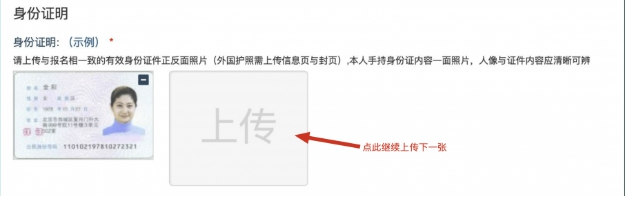 身份证明
身份证明：（示例） *
请上传与报名相一致的有效身份证件正反面照片（外国护照需上传信息页与封页）,本人手持身份证内容一面照片，人像与证件内容应清晰可辨
上传
点此继续上传下一张
110102197810272321